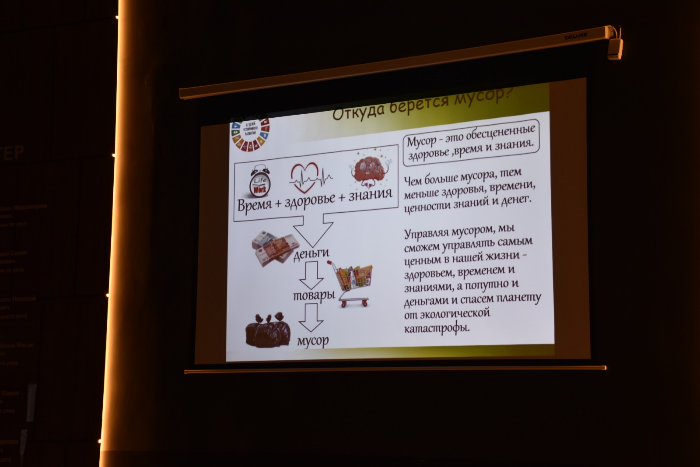 Откуда берется мусор?
Мусор - это обесцененные
здоровье ,время и знания.
Life
Work
Время + здоровье + знания
деньги
товары
мусор
Чем больше мусора, тем
меньше здоровья, времени,
ценности знаний и денег.
Управляя мусором, мы
сможем управлять самым
ценным в нашей жизни -
здоровьем, временем и
знаниями, а попутно и
деньгами и спасем планету
от экологической
катастрофы.